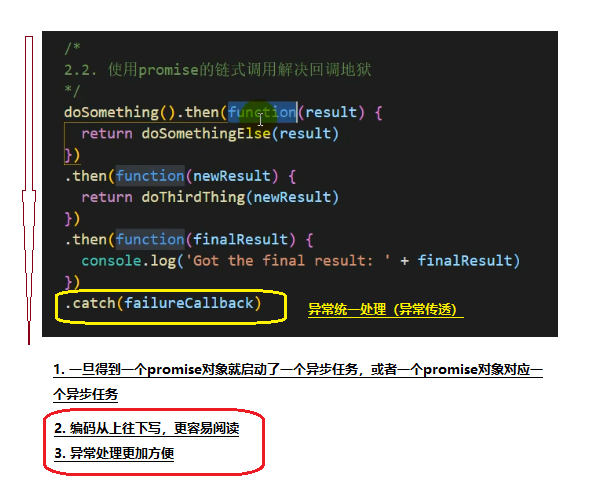 /*
2.2. 使用promise的链式调用解决回调地狱
*/
doSomething().then(function(result) {
  return doSomethingElse(result)
})
.then(function(newResult) {
  return doThirdThing(newResult)
})
.then(function(finalResult) {
  console.log('Got the final result: ' + finalResult)
})
.catch(failureCallback)
异常统一处理（异常传透）
1. 一旦得到一个promise对象就启动了一个异步任务，或者一个promise对象对应一
个异步任务
2. 编码从上往下写，更容易阅读
3. 异常处理更加方便